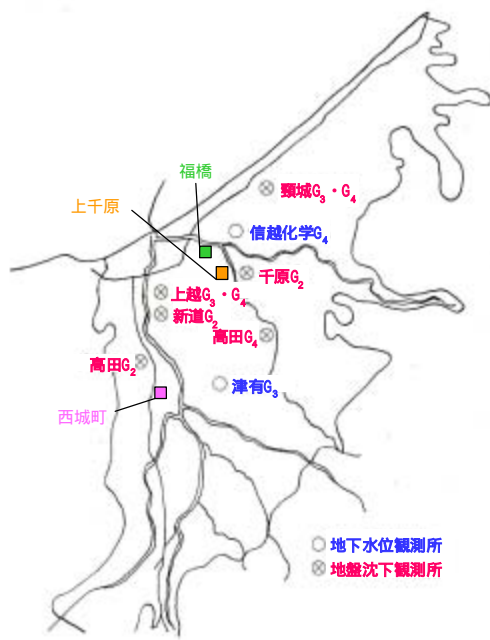 福橋
頸城G₃・G₄
上千原
信越化学G₄
千原G₂
上越G₃・G₄
新道G₂
高田G₄
高田G₂
津有G₃
西城町
地下水位観測所
地盤沈下観測所